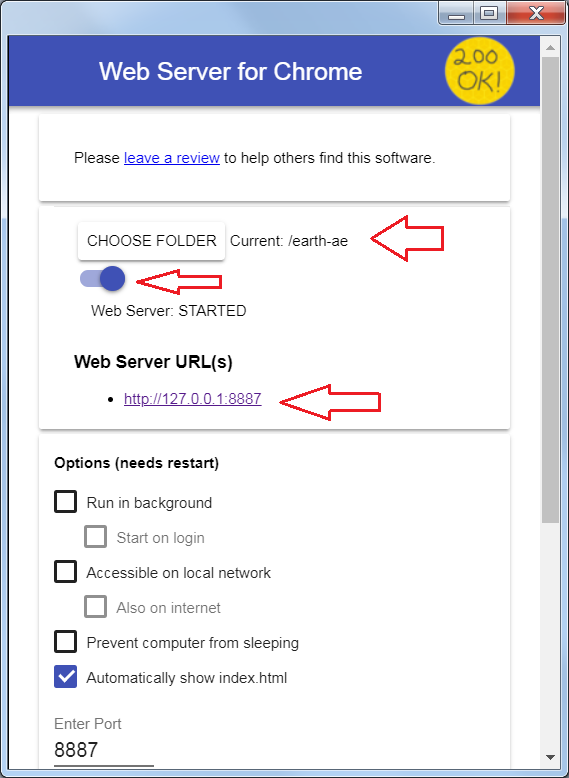 Web Server for Chrome
200
OK!
Please leave a review to help others find this software.
CHOOSE FOLDER Current: /earth-ae
Web Server: STARTED
Web Server URL(s)
http://127.0.0.1:8887
Options (needs restart)
Run in background
Start on login
Accessible on local network
Also on internet
Prevent computer from sleeping
Automatically show index.html
Enter Port
8887